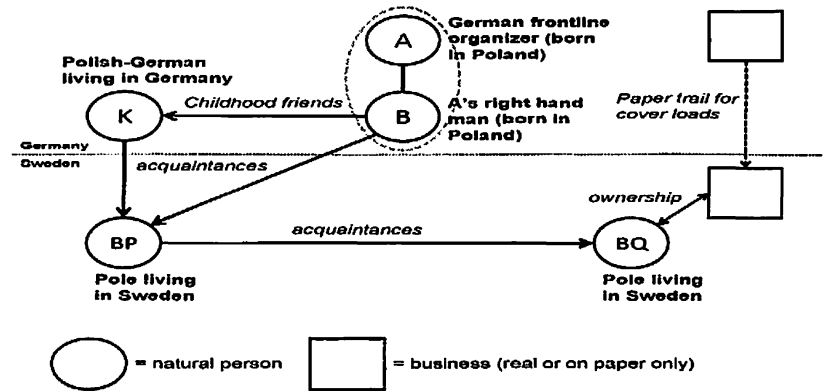 German frontline
organizer (born
in Poland)
A
Polish-German
living in Germany
K
Childhood friends
B
A's right hand
man (born in
Poland)
Paper trail for
cover loads
Germany
Sweden
acquaintances
ownership
BP
acquaintances
BQ
Pole living
in Sweden
Pole living
in Sweden
= natural person
= business (real or on paper only)